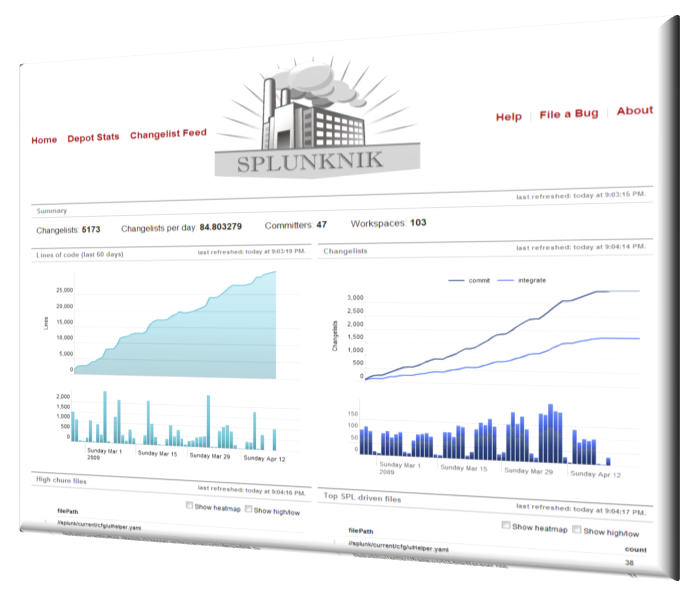 Home Depot Stats Changelist Feed
SPLUNKNIK
Help File a Bug About
Summary
last refreshed: today at 9:03:15 PM.
Changelists: 5173 Changelists per day 84.803279 Committers: 47 Workspaces: 103
Lines of code (last 60 days)
last refreshed: today at 9:03:19 PM.
Lines
25,000
20,000
15,000
10,000
5,000
0
2,000
1,500
1,000
500
0
Sunday Mar 1
2009
Sunday Mar 15
Sunday Mar 29
Sunday Apr 12
Changelists
last refreshed: today at 9:04:14 PM.
commit integrate
Changelists
3,000
2,500
2,000
1,500
1,000
500
0
150
100
50
0
Sunday Mar 1
2009
Sunday Mar 15
Sunday Mar 29
Sunday Apr 12
High churn files
last refreshed: today at 9:04:16 PM.
Show heatmap Show high/low
filePath
//splunk/current/cfg/uiHelper.yaml
Top SPL driven files
last refreshed: today at 9:04:17 PM.
Show heatmap Show high/low
filePath count
//splunk/current/cfg/uiHelper.yaml 38